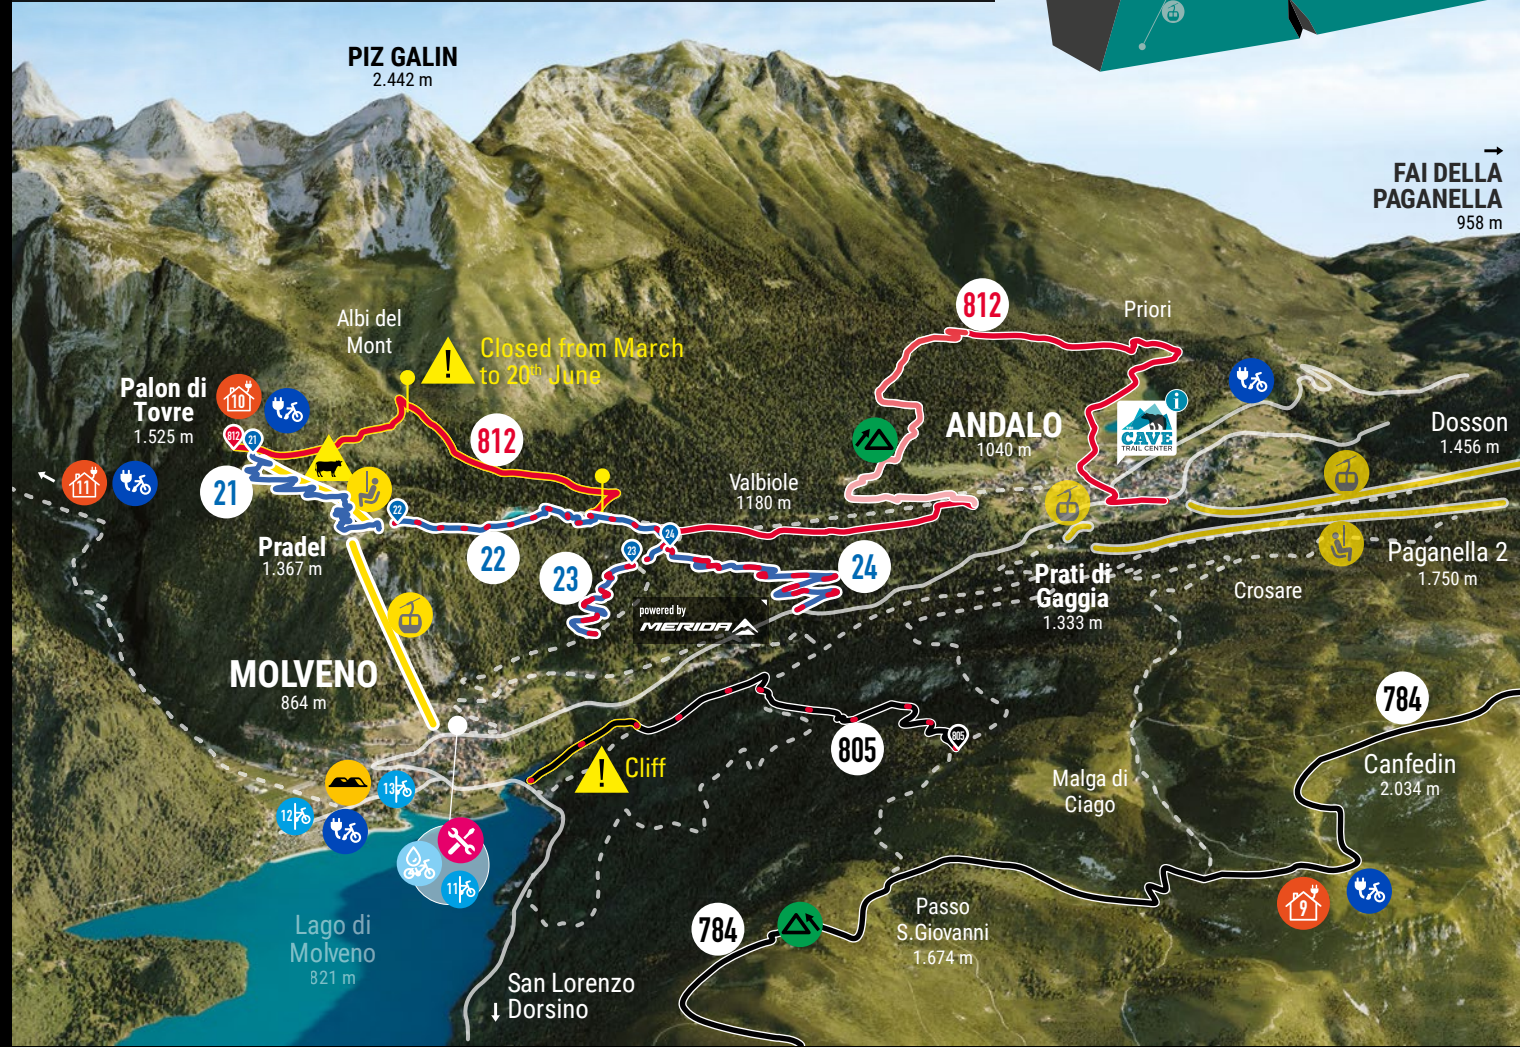 PIZ GALIN
2.442 m
FAI DELLA
PAGANELLA
958 m
812
Priori
Albi del
Mont
!
Closed from March
to 20th June
Palon di
Tovre
1.525 m
10
812
21
812
ANDALO
1040 m
i
THE
CAVE
TRAIL CENTER
Dosson
1.456 m
11
21
Valbiole
1180 m
22
24
22
23
Pradel
1.367 m
23
24
Paganella 2
1.750 m
Prati di
Gaggia
1.333 m
Crosare
powered by
MERIDA
MOLVENO
864 m
784
805
805
!
Cliff
Malga di
Ciago
Canfedin
2.034 m
13
12
11
9
784
Passo
S.Giovanni
1.674 m
Lago di
Molveno
821 m
San Lorenzo
Dorsino